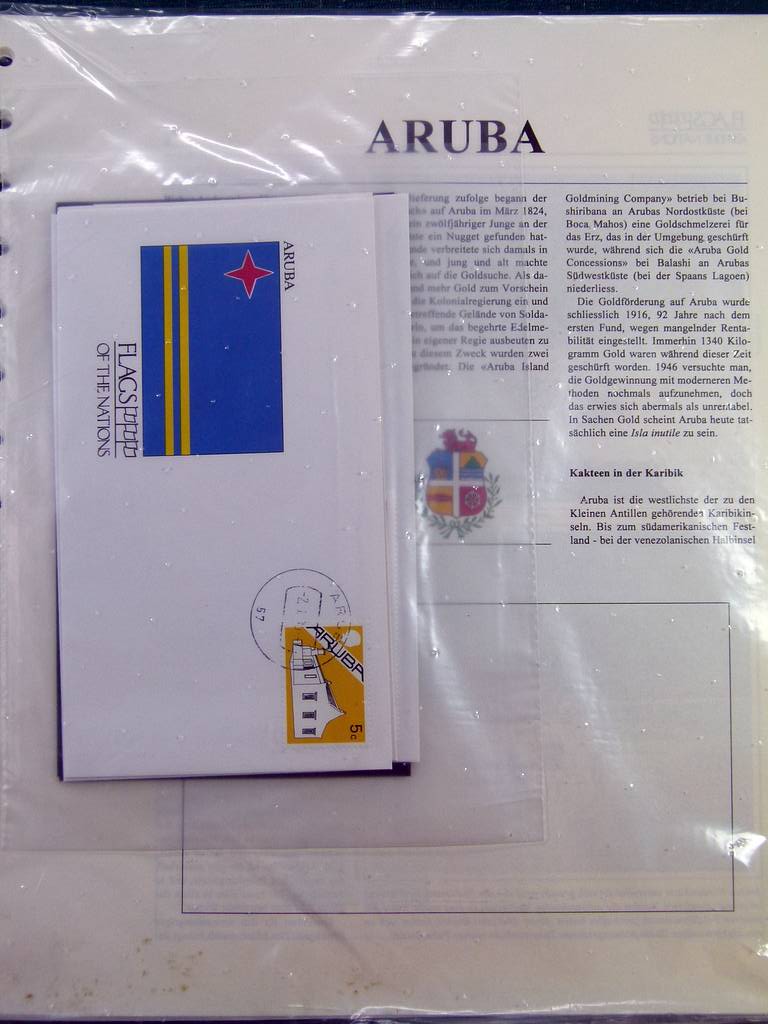 ARUBA
lieferung zufolge begann der
auf Aruba im März 1824,
ein zwölfjähriger Junge an der
ein Nugget gefunden hat-
verbreitete sich damals in
und jung und alt machte
auf die Goldsuche. Als da-
mehr Gold zum Vorschein
die Kolonialregierung ein und
treffende Gelände von Solda-
um das begehrte Edelme-
in eigener Regie ausbeuten zu
diesem Zweck wurden zwei
gründet. Die «Aruba Island
Goldmining Company» betrieb bei Bu-
shiribana an Arubas Nordostküste (bei
Boca Mahos) eine Goldschmelzerei für
das Erz, das in der Umgebung geschürft
wurde, während sich die «Aruba Gold
Concessions» bei Balashi an Arubas
Südwestküste (bei der Spaans Lagoen)
niederliess.
Die Goldförderung auf Aruba wurde
schliesslich 1916, 92 Jahre nach dem
ersten Fund, wegen mangelnder Renta-
bilität eingestellt. Immerhin 1340 Kilo-
gramm Gold waren während dieser Zeit
geschürft worden. 1946 versuchte man,
die Goldgewinnung mit moderneren Me-
thoden nochmals aufzunehmen, doch
das erwies sich abermals als unrentabel.
In Sachen Gold scheint Aruba heute tat-
sächlich eine Isla inutile zu sein.
Kakteen in der Karibik
Aruba ist die westlichste der zu den
Kleinen Antillen gehörenden Karibikin-
seln. Bis zum südamerikanischen Fest-
land - bei der venezolanischen Halbinsel
ARUBA
FLAGS
OF THE NATIONS
57
ARUBA
5c